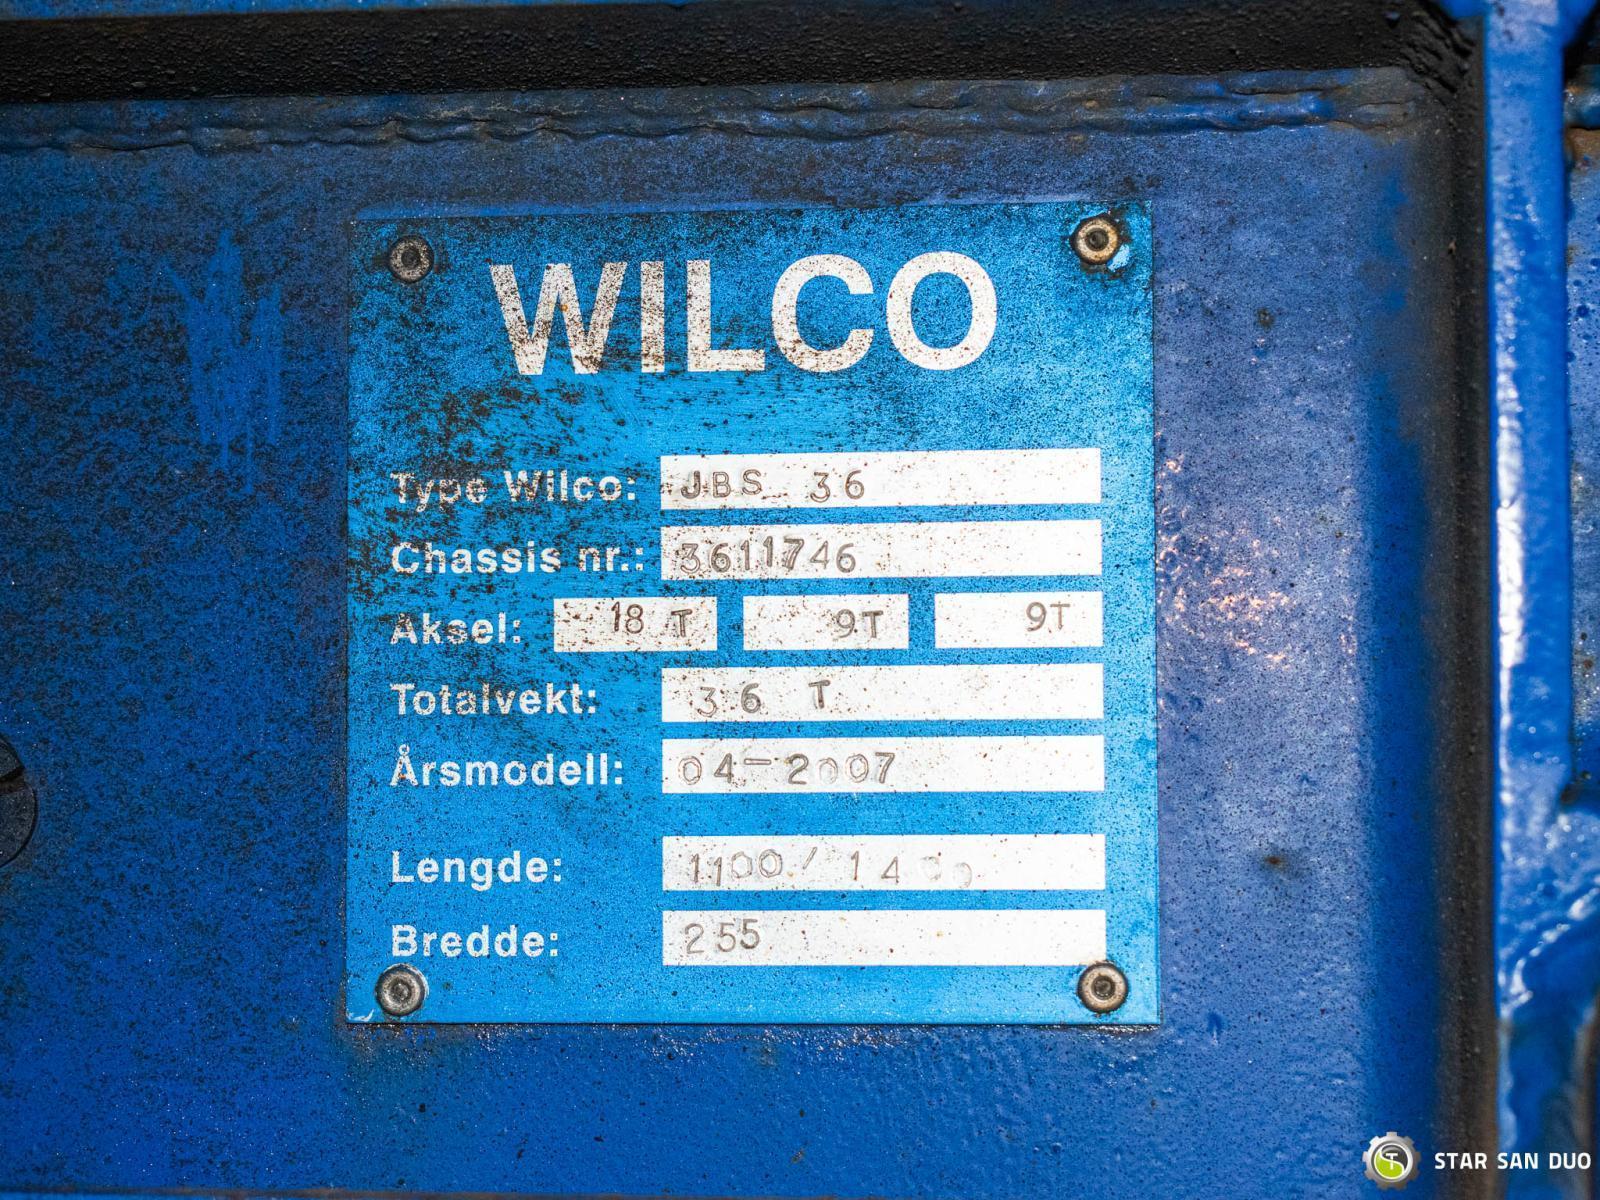 WILCO
Type Wilco: JBS 36
Chassis nr.: 3611746
Aksel: 18 T 9T 9T
Totalvekt: 36 T
Årsmodell: 04-2007
Lengde: 1100/1400
Bredde: 255
STAR SAN DUO